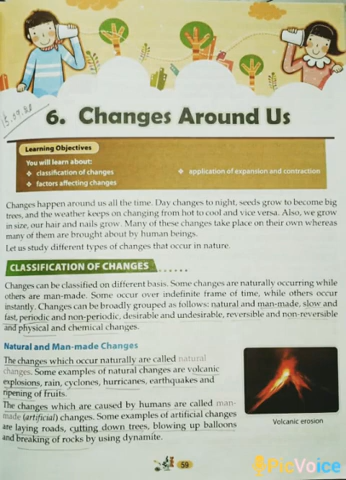 6. Changes Around Us
Learning Objectives
You will learn about:
❖ classification of changes
❖ application of expansion and contraction
❖ factors affecting changes
Changes happen around us all the time. Day changes to night, seeds grow to become big
trees, and the weather keeps on changing from hot to cool and vice versa. Also, we grow
in size, our hair and nails grow. Many of these changes take place on their own whereas
many of them are brought about by human beings.
Let us study different types of changes that occur in nature.
CLASSIFICATION OF CHANGES
Changes can be classified on different basis. Some changes are naturally occurring while
others are man-made. Some occur over indefinite frame of time, while others occur
instantly. Changes can be broadly grouped as follows: natural and man-made, slow and
fast, periodic and non-periodic, desirable and undesirable, reversible and non-reversible
and physical and chemical changes.
Natural and Man-made Changes
The changes which occur naturally are called natural
changes. Some examples of natural changes are volcanic
explosions, rain, cyclones, hurricanes, earthquakes and
ripening of fruits.
The changes which are caused by humans are called man-
made (artificial) changes. Some examples of artificial changes
are laying roads, cutting down trees, blowing up balloons
and breaking of rocks by using dynamite.
Volcanic erosion
59
PicVoice